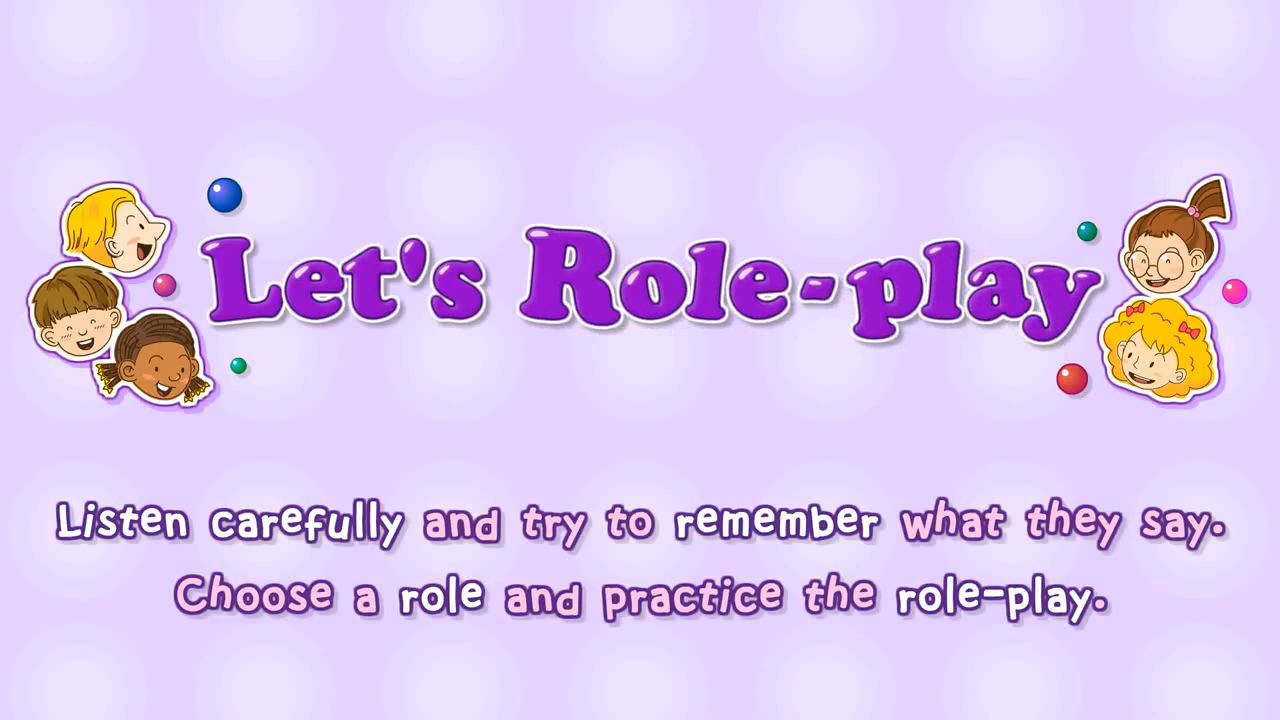 Let's Role-play
Listen carefully and try to remember what they say.
Choose a role and practice the role-play.